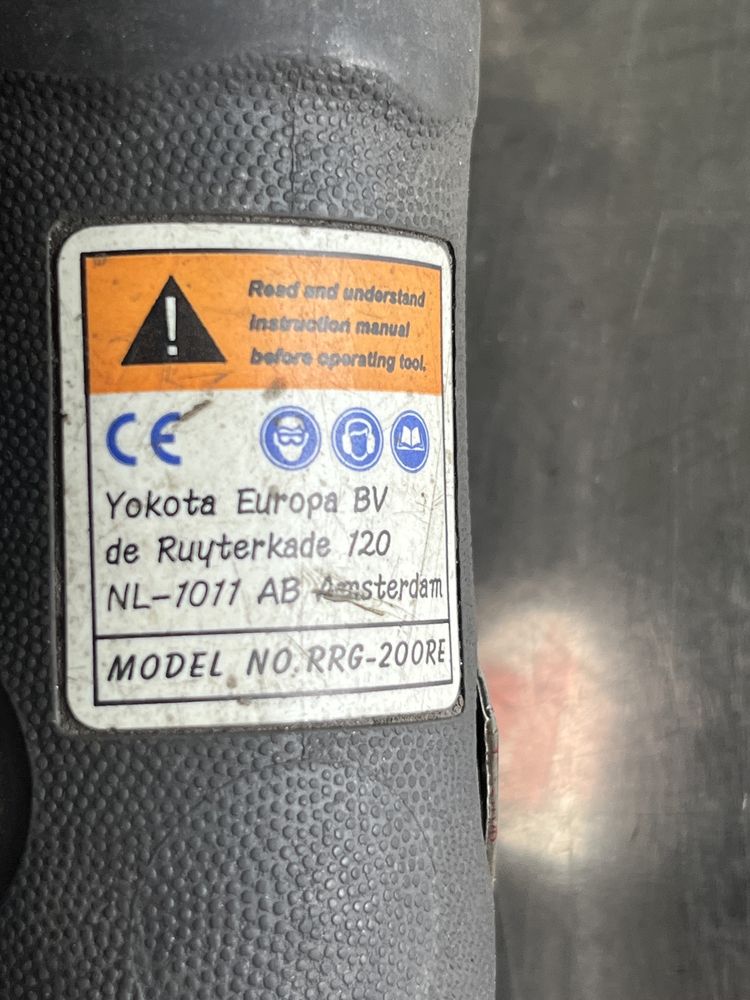 Read and understand
instruction manual
before operating tool.
CE
Yokota Europa BV
de Ruyterkade 120
NL-1011 AB Amsterdam
MODEL NO. RRG-200RE